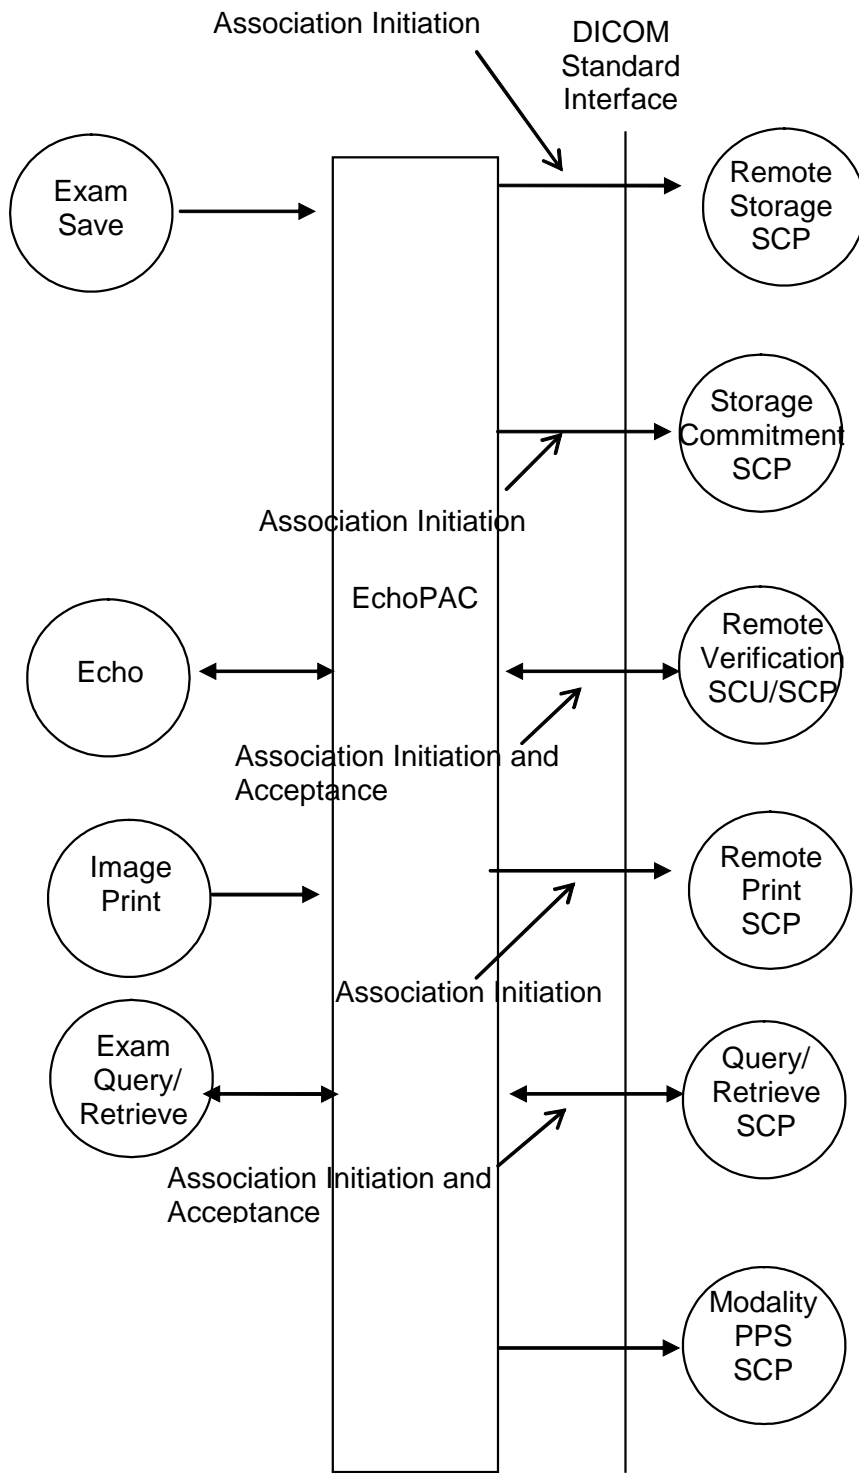 Association Initiation
DICOM
Standard
Interface
Exam
Save
Remote
Storage
SCP
Storage
Commitment
SCP
Association Initiation
EchoPAC
Echo
Remote
Verification
SCU/SCP
Association Initiation and
Acceptance
Image
Print
Remote
Print
SCP
Association Initiation
Exam
Query/
Retrieve
Query/
Retrieve
SCP
Association Initiation and
Acceptance
Modality
PPS
SCP